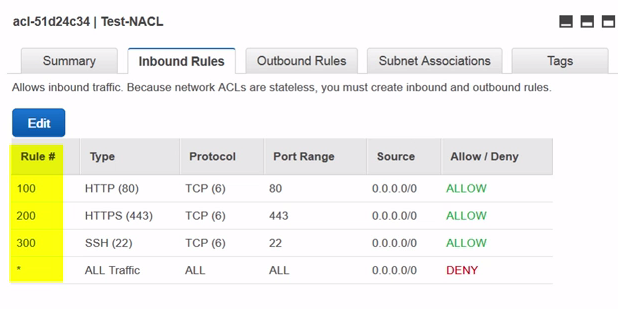 acl-51d24c34 | Test-NACL
Summary Inbound Rules Outbound Rules Subnet Associations Tags
Allows inbound traffic. Because network ACLs are stateless, you must create inbound and outbound rules.
Edit
Rule # Type Protocol Port Range Source Allow / Deny
100 HTTP (80) TCP (6) 80 0.0.0.0/0 ALLOW
200 HTTPS (443) TCP (6) 443 0.0.0.0/0 ALLOW
300 SSH (22) TCP (6) 22 0.0.0.0/0 ALLOW
* ALL Traffic ALL ALL 0.0.0.0/0 DENY